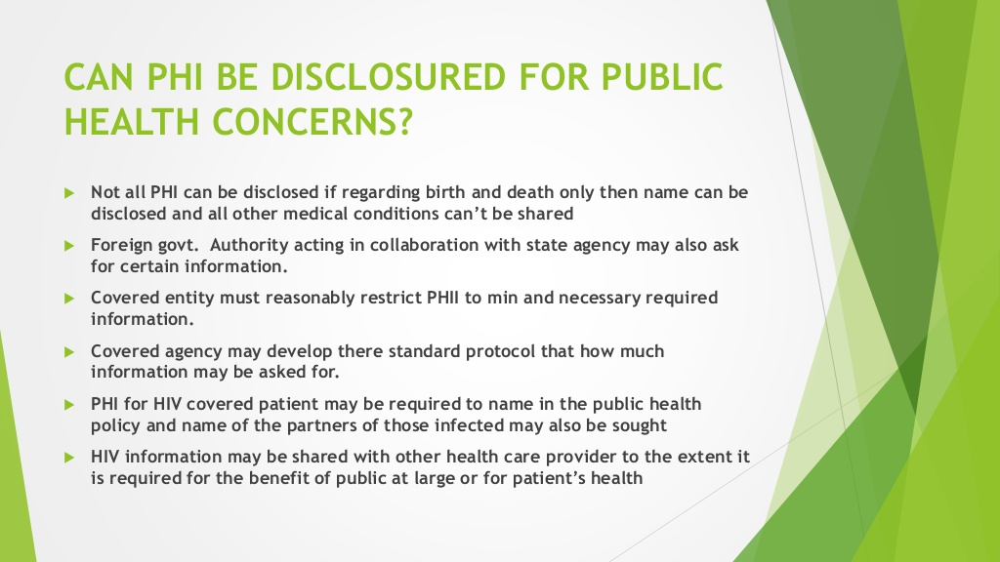 CAN PHI BE DISCLOSURED FOR PUBLIC
HEALTH CONCERNS?
Not all PHI can be disclosed if regarding birth and death only then name can be
disclosed and all other medical conditions can’t be shared
Foreign govt.  Authority acting in collaboration with state agency may also ask
for certain information.
Covered entity must reasonably restrict PHII to min and necessary required
information.
Covered agency may develop there standard protocol that how much
information may be asked for.
PHI for HIV covered patient may be required to name in the public health
policy and name of the partners of those infected may also be sought
HIV information may be shared with other health care provider to the extent it
is required for the benefit of public at large or for patient’s health